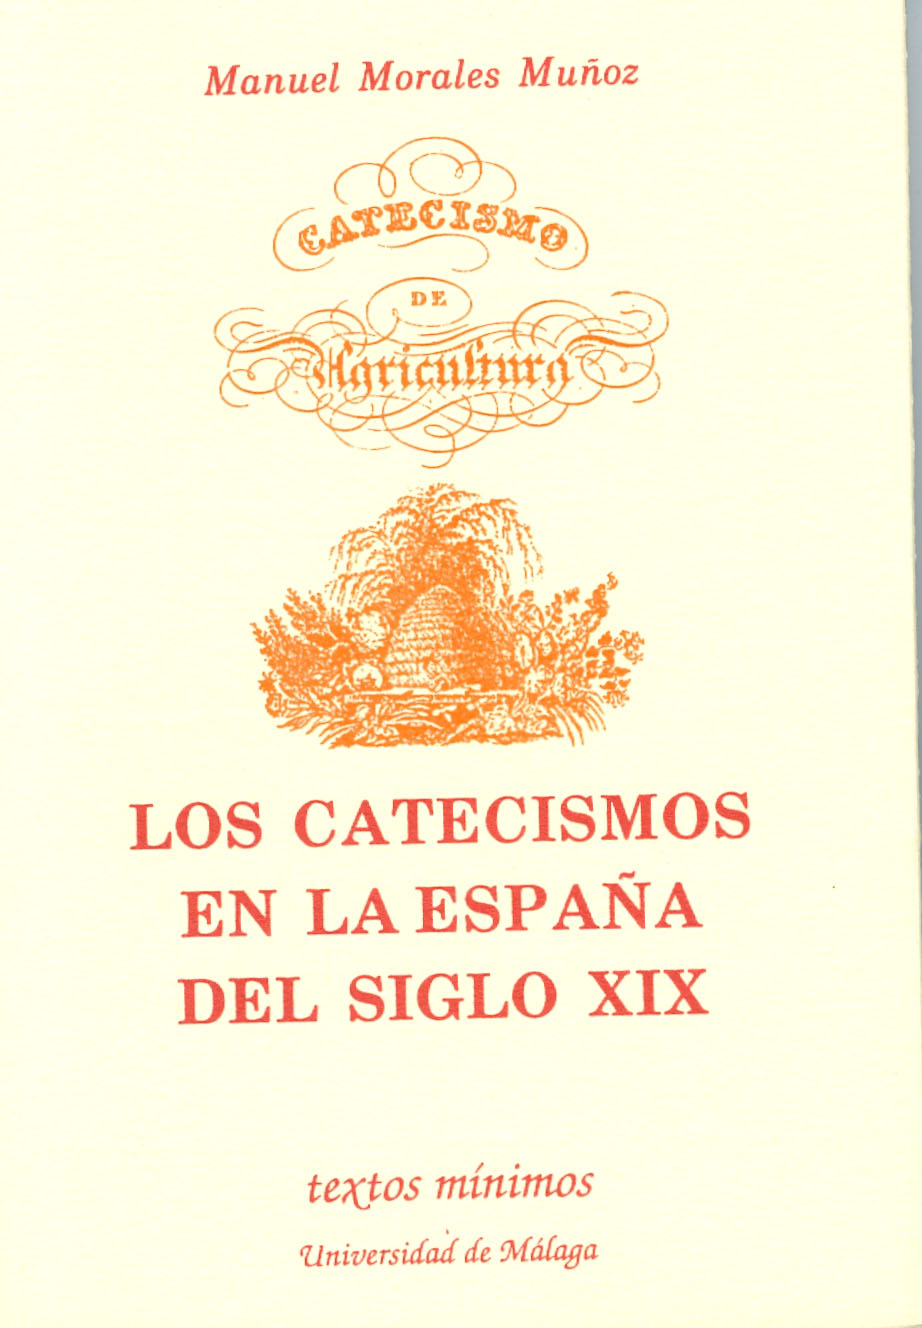 Manuel Morales Muñoz
CATECISMO
DE
Agricultura
LOS CATECISMOS
EN LA ESPAÑA
DEL SIGLO XIX
textos mínimos
Universidad de Málaga